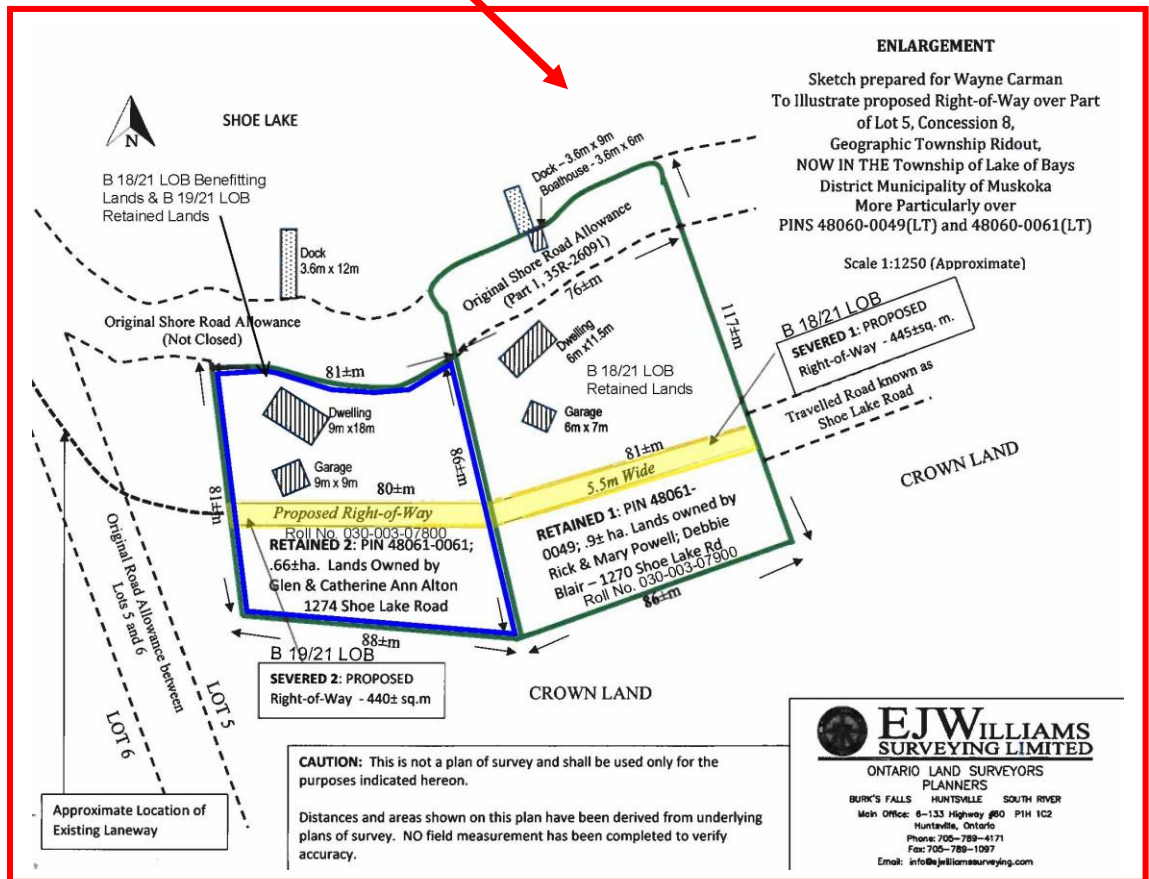 ENLARGEMENT
Sketch prepared for Wayne Carman
To Illustrate proposed Right-of-Way over Part
of Lot 5, Concession 8,
Geographic Township Ridout,
NOW IN THE Township of Lake of Bays
District Municipality of Muskoka
More Particularly over
PINS 48060-0049(LT) and 48060-0061(LT)
Scale 1:1250 (Approximate)
N
SHOE LAKE
B 18/21 LOB Benefitting
Lands & B 19/21 LOB
Retained Lands
Dock
3.6m x 12m
Dock – 3.6m x 9m
Boathouse - 3.6m x 6m
Original Shore Road Allowance
(Part 1, 35R-26091)
76±m
117±m
Original Shore Road Allowance
(Not Closed)
81±m
Dwelling
6m x11.5m
B 18/21 LOB
Retained Lands
B 18/21 LOB
SEVERED 1: PROPOSED
Right-of-Way - 445±sq. m.
Travelled Road known as
Shoe Lake Road
CROWN LAND
Dwelling
9m x18m
Garage
6m x 7m
Garage
9m x 9m
86±m
81±m
5.5m Wide
81±m
80±m
Proposed Right-of-Way
Roll No. 030-003-07800
RETAINED 2: PIN 48061-0061;
.66±ha. Lands Owned by
Glen & Catherine Ann Alton
1274 Shoe Lake Road
RETAINED 1: PIN 48061-
0049; .9± ha. Lands owned by
Rick & Mary Powell; Debbie
Blair – 1270 Shoe Lake Rd
Roll No. 030-003-07900
86±m
88±m
Original Road Allowance between
Lots 5 and 6
LOT 5
LOT 6
B 19/21 LOB
SEVERED 2: PROPOSED
Right-of-Way - 440± sq.m
CROWN LAND
Approximate Location of
Existing Laneway
CAUTION: This is not a plan of survey and shall be used only for the
purposes indicated hereon.
Distances and areas shown on this plan have been derived from underlying
plans of survey. NO field measurement has been completed to verify
accuracy.
EJWILLIAMS
SURVEYING LIMITED
ONTARIO LAND SURVEYORS
PLANNERS
BURK'S FALLS HUNTSVILLE SOUTH RIVER
Main Office: 6-133 Highway #60 P1H 1C2
Huntsville, Ontario
Phone: 705-789-4171
Fax: 705-789-1097
Email: info@ejwilliamssurveying.com